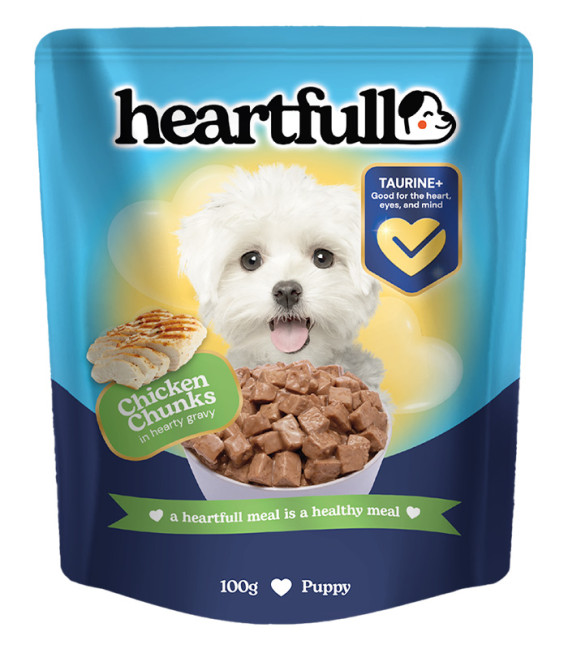 heartfull
TAURINE+
Good for the heart,
eyes, and mind
Chicken
Chunks
in hearty gravy
a heartfull meal is a healthy meal
100g Puppy